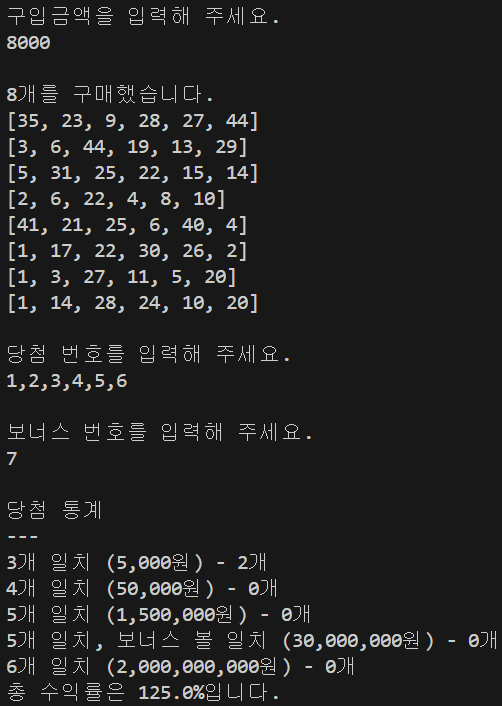 구입금액을 입력해 주세요.
8000
8개를 구매했습니다.
[35, 23, 9, 28, 27, 44]
[3, 6, 44, 19, 13, 29]
[5, 31, 25, 22, 15, 14]
[2, 6, 22, 4, 8, 10]
[41, 21, 25, 6, 40, 4]
[1, 17, 22, 30, 26, 2]
[1, 3, 27, 11, 5, 20]
[1, 14, 28, 24, 10, 20]
당첨 번호를 입력해 주세요.
1,2,3,4,5,6
보너스 번호를 입력해 주세요.
7
당첨 통계
---
3개 일치 (5,000원) - 2개
4개 일치 (50,000원) - 0개
5개 일치 (1,500,000원) - 0개
5개 일치, 보너스 볼 일치 (30,000,000원) - 0개
6개 일치 (2,000,000,000원) - 0개
총 수익률은 125.0%입니다.